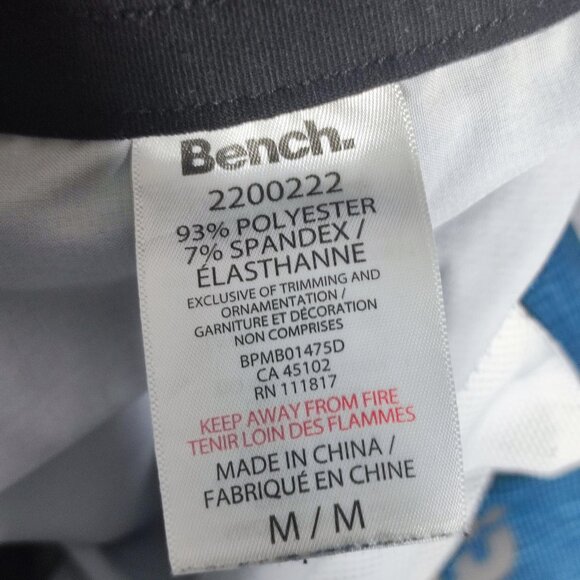 Bench.
2200222
93% POLYESTER
7% SPANDEX /
ÉLASTHANNE
EXCLUSIVE OF TRIMMING AND
ORNAMENTATION /
GARNITURE ET DÉCORATION
NON COMPRISES
BPMB01475D
CA 45102
RN 111817
KEEP AWAY FROM FIRE
TENIR LOIN DES FLAMMES
MADE IN CHINA /
FABRIQUÉ EN CHINE
M / M